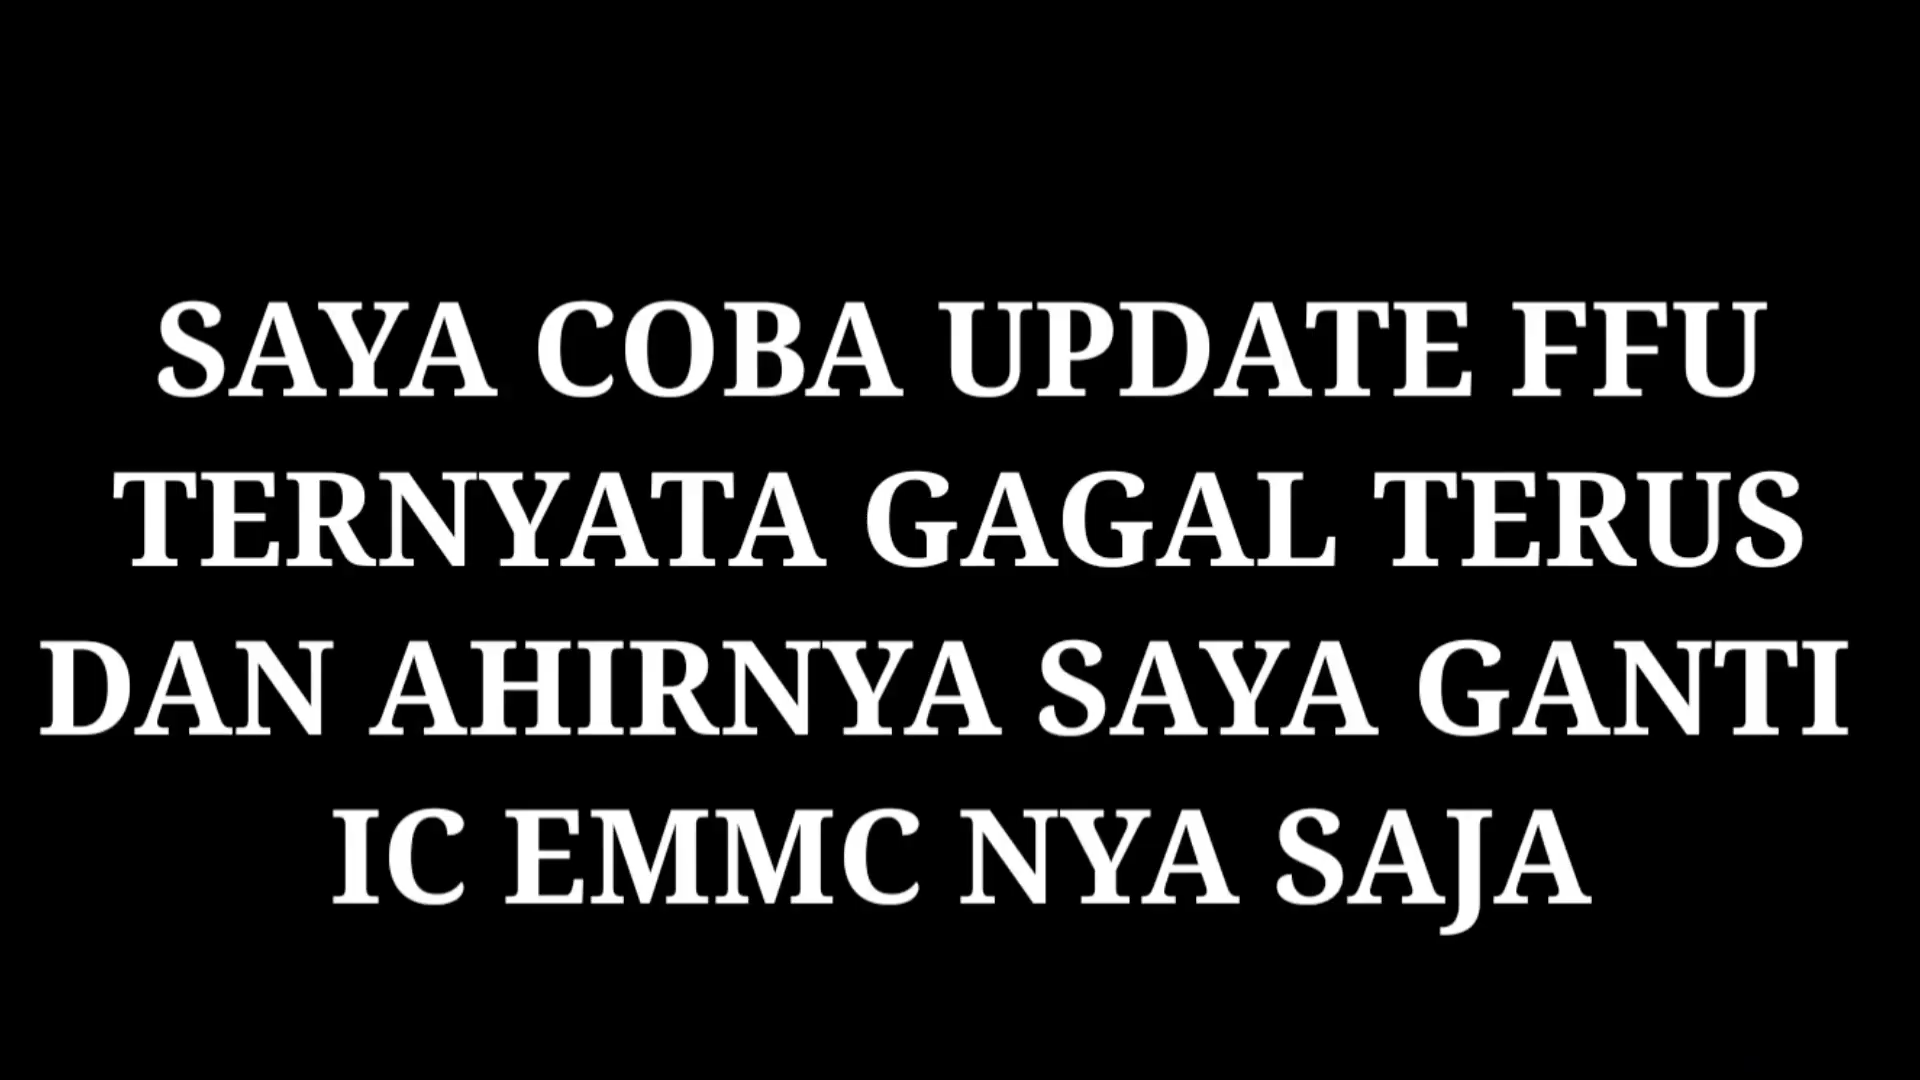 SAYA COBA UPDATE FFU
TERNYATA GAGAL TERUS
DAN AHIRNYA SAYA GANTI
IC EMMC NYA SAJA